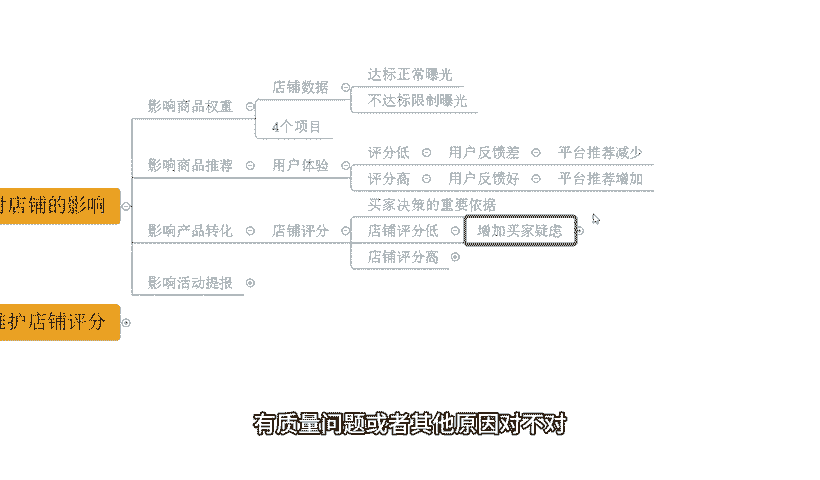 达标正常曝光
店铺数据
不达标限制曝光
影响商品权重
4个项目
评分低 用户反馈差 平台推荐减少
影响商品推荐 用户体验
评分高 用户反馈好 平台推荐增加
买家决策的重要依据
对店铺的影响
影响产品转化 店铺评分 店铺评分低 增加买家疑虑
店铺评分高
影响活动提报
维护店铺评分
有质量问题或者其他原因对不对